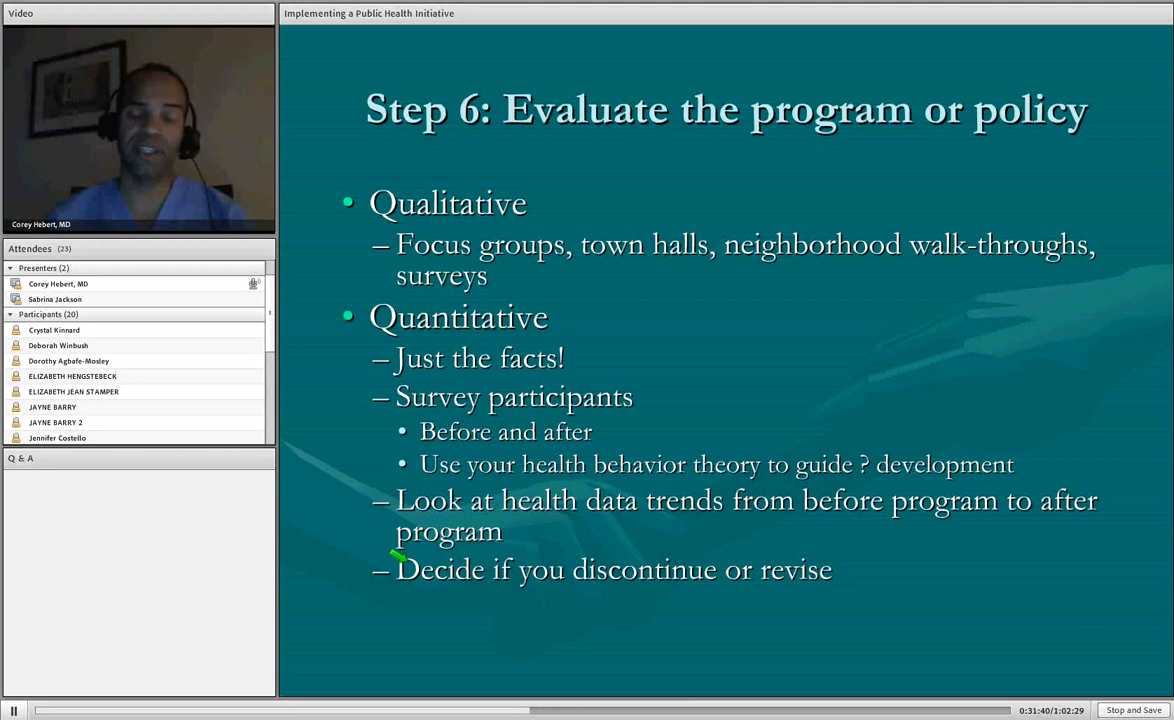 Video
Corey Hebert, MD
Attendees (23)
Presenters (2)
Corey Hebert, MD
Sabrina Jackson
Participants (20)
Crystal Kinnard
Deborah Winbush
Dorothy Agbafe-Mosley
ELIZABETH HENGSTEBECK
ELIZABETH JEAN STAMPER
JAYNE BARRY
JAYNE BARRY 2
Jennifer Costello
Q & A
Implementing a Public Health Initiative
Step 6: Evaluate the program or policy
• Qualitative
– Focus groups, town halls, neighborhood walk-throughs,
surveys
• Quantitative
– Just the facts!
– Survey participants
• Before and after
• Use your health behavior theory to guide ? development
– Look at health data trends from before program to after
program
– Decide if you discontinue or revise
0:31:40/1:02:29
Stop and Save